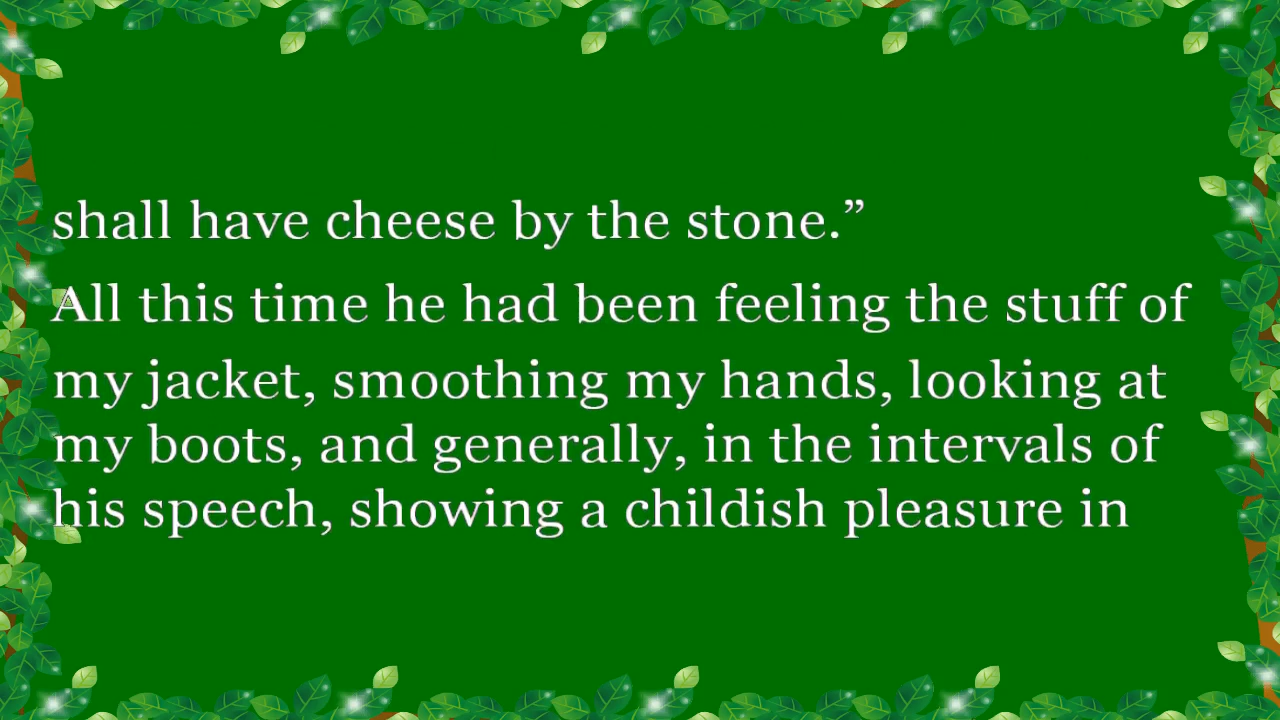 shall have cheese by the stone.”
All this time he had been feeling the stuff of
my jacket, smoothing my hands, looking at
my boots, and generally, in the intervals of
his speech, showing a childish pleasure in